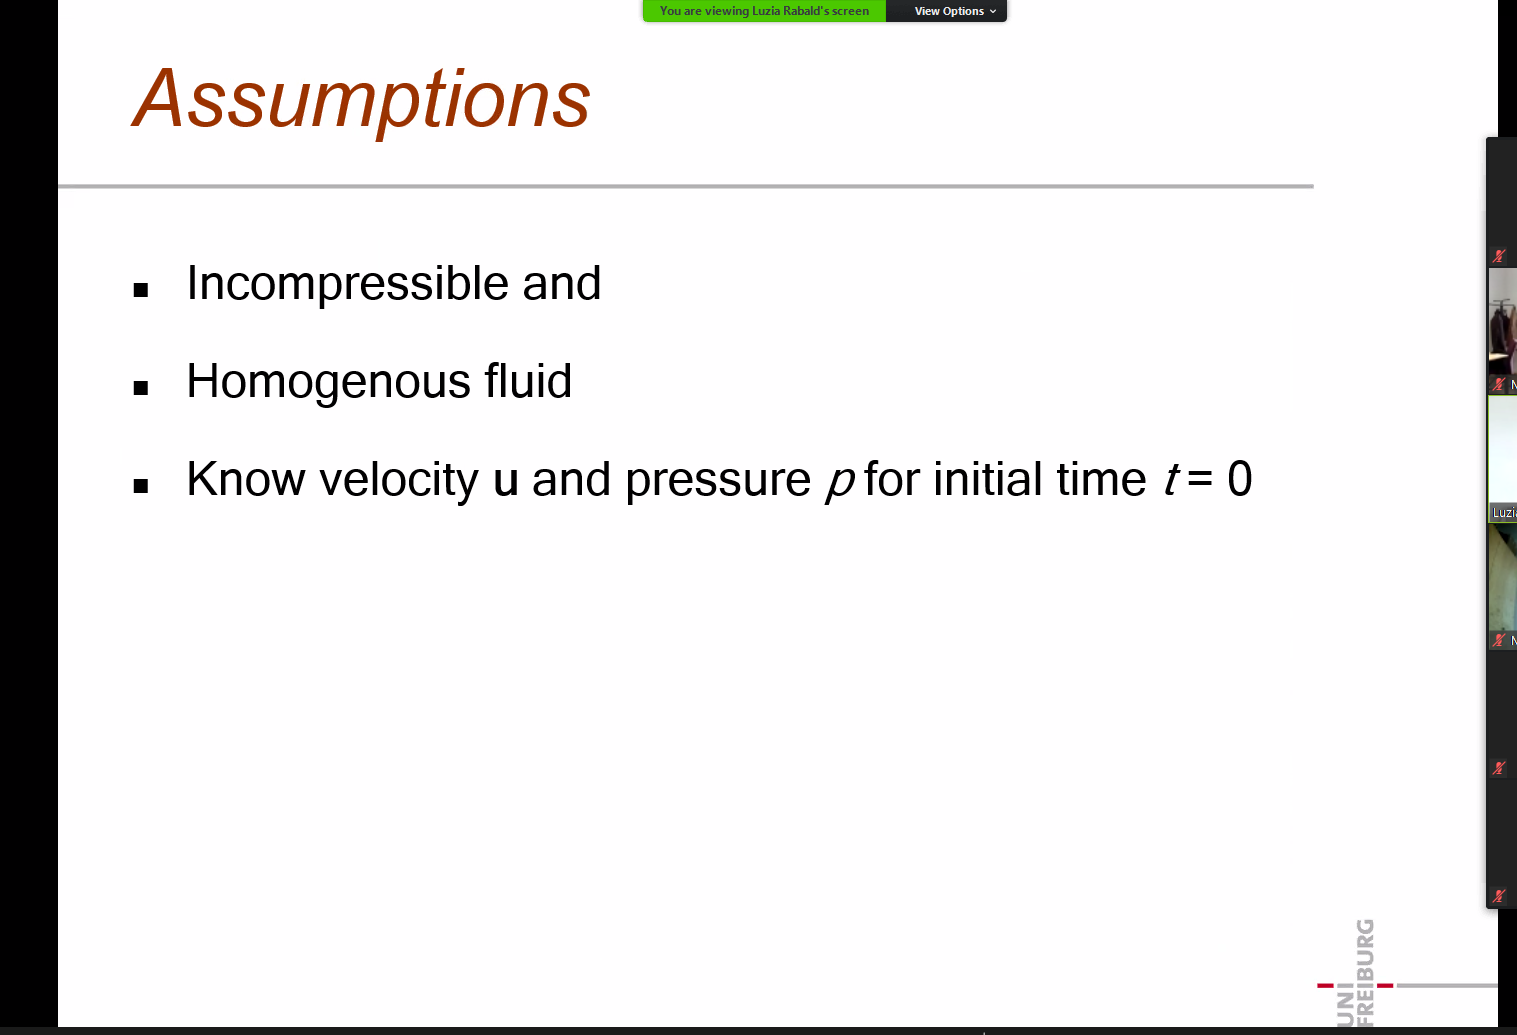 You are viewing Luzia Rabald's screen View Options
Assumptions
Incompressible and
Homogenous fluid
Know velocity u and pressure p for initial time t = 0
N
Luzia
N
UNI
FREIBURG